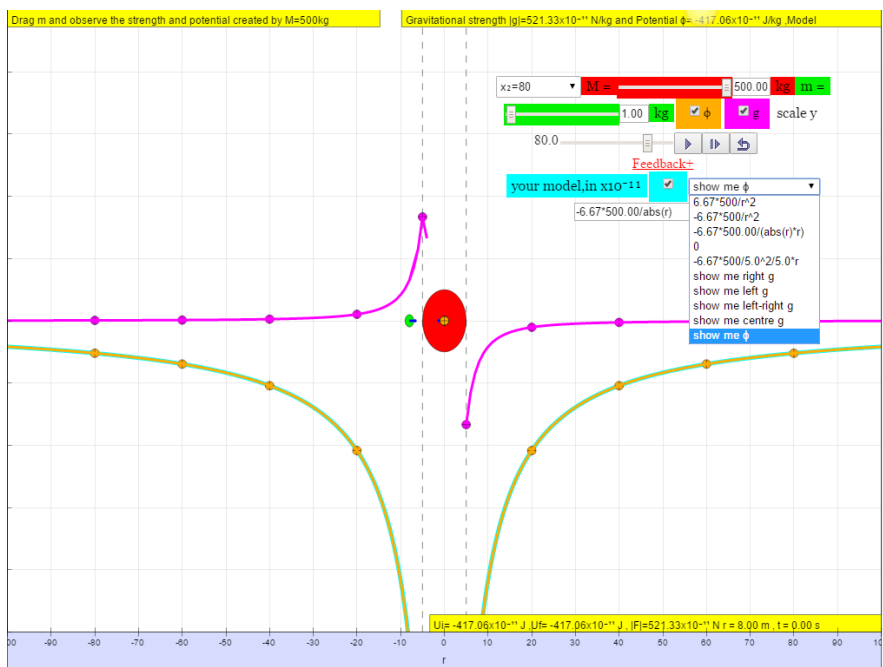 Drag m and observe the strength and potential created by M=500kg
Gravitational strength |g|=521.33x10⁻¹¹ N/kg and Potential ϕ= -417.06x10⁻¹¹ J/kg ,Model
x₂=80 M = 500.00 kg m =
1.00 kg ϕ g scale y
80.0
Feedback+
your model,in x10⁻¹¹ show me ϕ
-6.67*500.00/abs(r)
6.67*500/r^2
-6.67*500/r^2
-6.67*500.00/(abs(r)*r)
0
-6.67*500/5.0^2/5.0*r
show me right g
show me left g
show me left-right g
show me centre g
show me ϕ
Ui= -417.06x10⁻¹¹ J ,Uf= -417.06x10⁻¹¹ J , |F|=521.33x10⁻¹¹ N r = 8.00 m , t = 0.00 s
00 -90 -80 -70 -60 -50 -40 -30 -20 -10 0 10 20 30 40 50 60 70 80 90 10
r